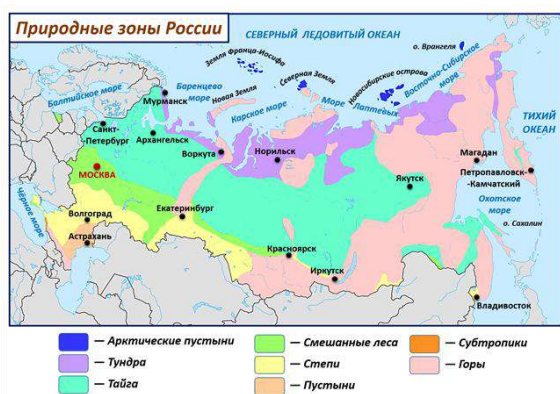 Природные зоны России
СЕВЕРНЫЙ ЛЕДОВИТЫЙ ОКЕАН
о. Врангеля
Земля Франца-Иосифа
Северная Земля
Новосибирские острова
Восточно-Сибирское
море
Баренцево
море
Новая Земля
Карское море
Море
Лаптевых
Балтийское море
Мурманск
ТИХИЙ
ОКЕАН
Санкт-
Петербург
Архангельск
Воркута
Норильск
Магадан
Петропавловск-
-Камчатский
МОСКВА
Якутск
Охотское
море
Чёрное море
Волгоград
Екатеринбург
о. Сахалин
Астрахань
Красноярск
Иркутск
Владивосток
— Арктические пустыни
— Смешанные леса
— Субтропики
— Тундра
— Степи
— Горы
— Тайга
— Пустыни